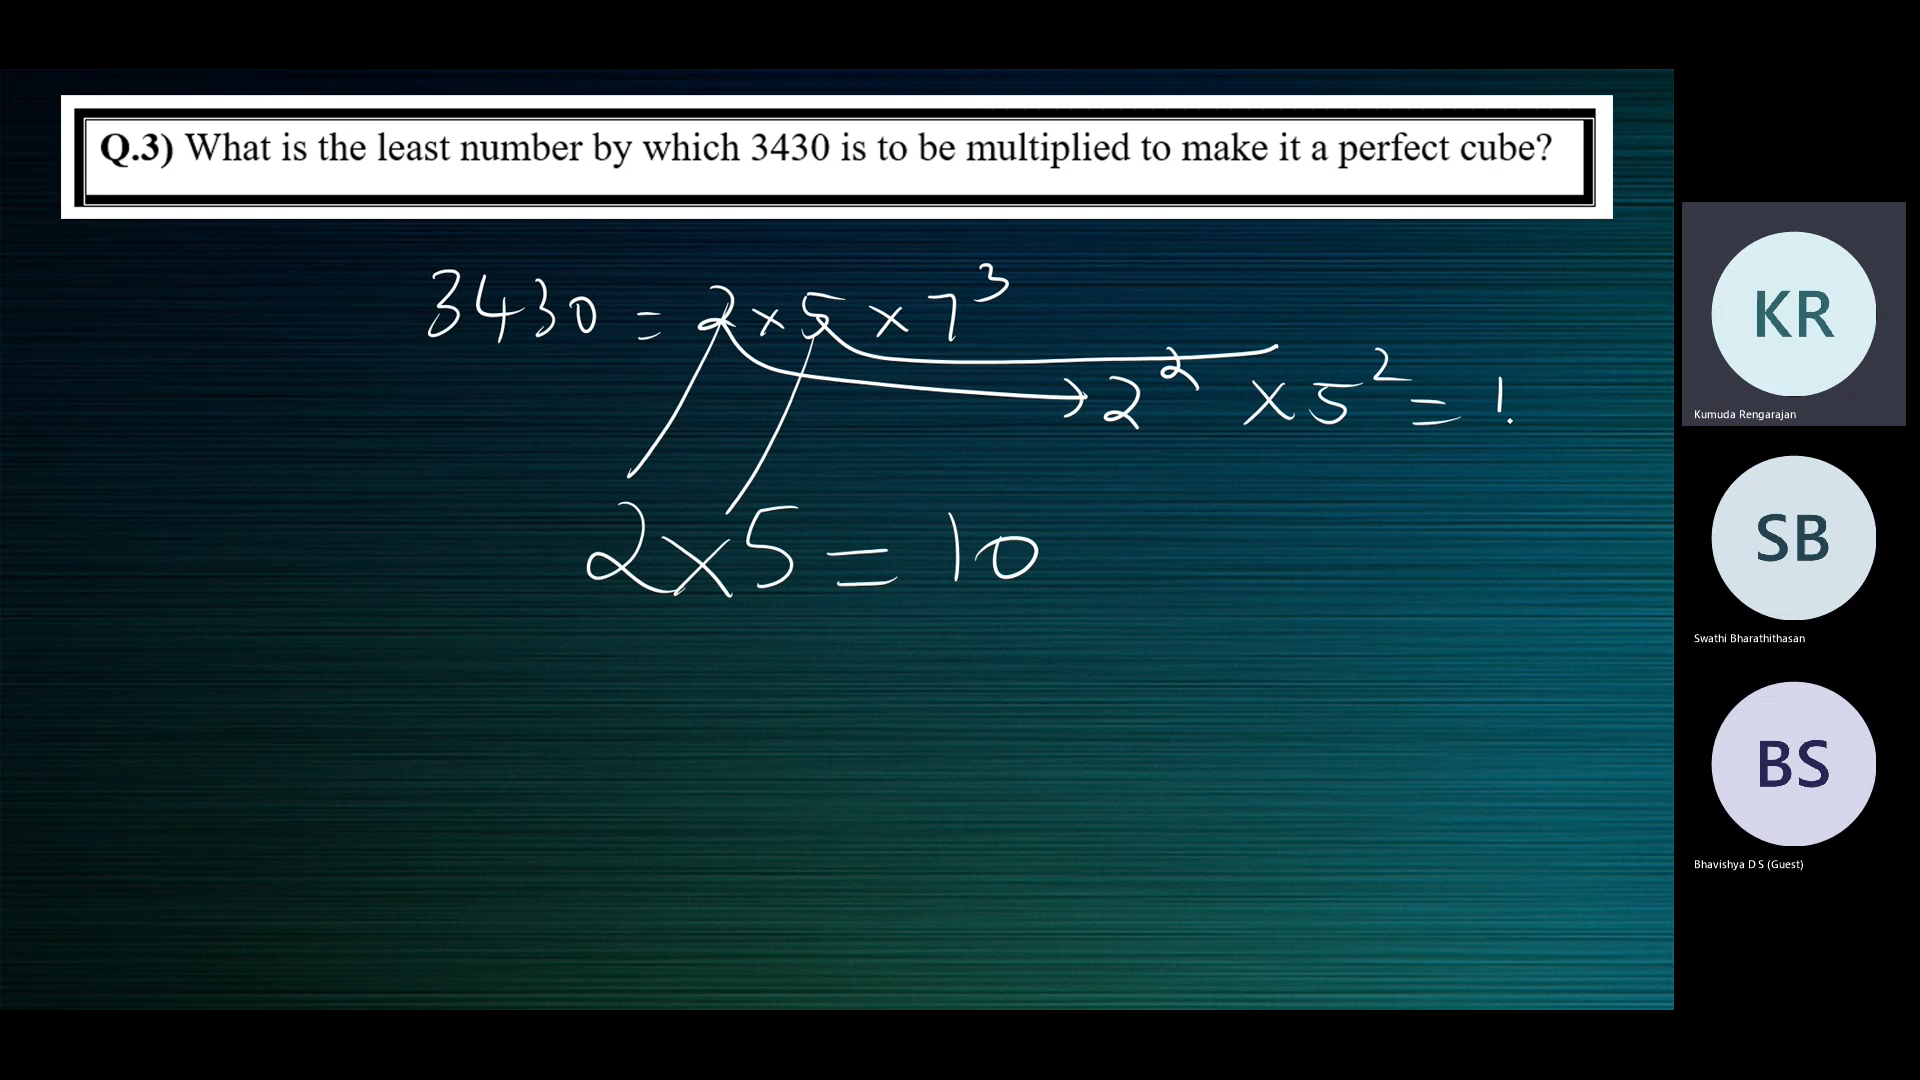 Q.3) What is the least number by which 3430 is to be multiplied to make it a perfect cube?
3430 = 2 × 5 × 7³
2² × 5² = 1
2 × 5 = 10
KR
Kumuda Rengarajan
SB
Swathi Bharathithasan
BS
Bhavishya D S (Guest)